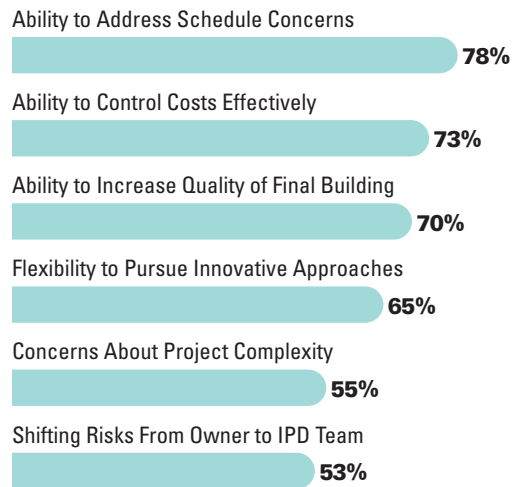 Ability to Address Schedule Concerns
78%
Ability to Control Costs Effectively
73%
Ability to Increase Quality of Final Building
70%
Flexibility to Pursue Innovative Approaches
65%
Concerns About Project Complexity
55%
Shifting Risks From Owner to IPD Team
53%